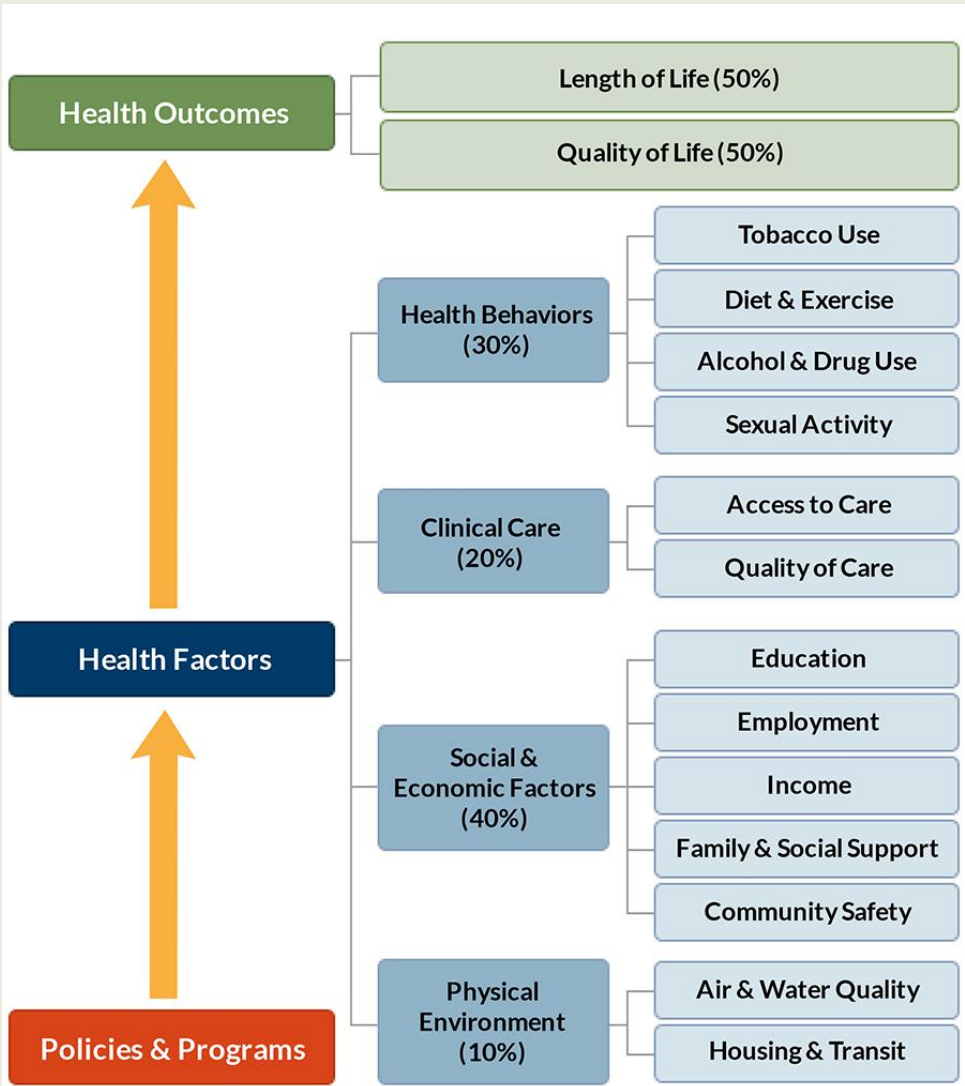 Health Outcomes
Length of Life (50%)
Quality of Life (50%)
Health Factors
Health Behaviors
(30%)
Tobacco Use
Diet & Exercise
Alcohol & Drug Use
Sexual Activity
Clinical Care
(20%)
Access to Care
Quality of Care
Social &
Economic Factors
(40%)
Education
Employment
Income
Family & Social Support
Community Safety
Physical
Environment
(10%)
Air & Water Quality
Housing & Transit
Policies & Programs